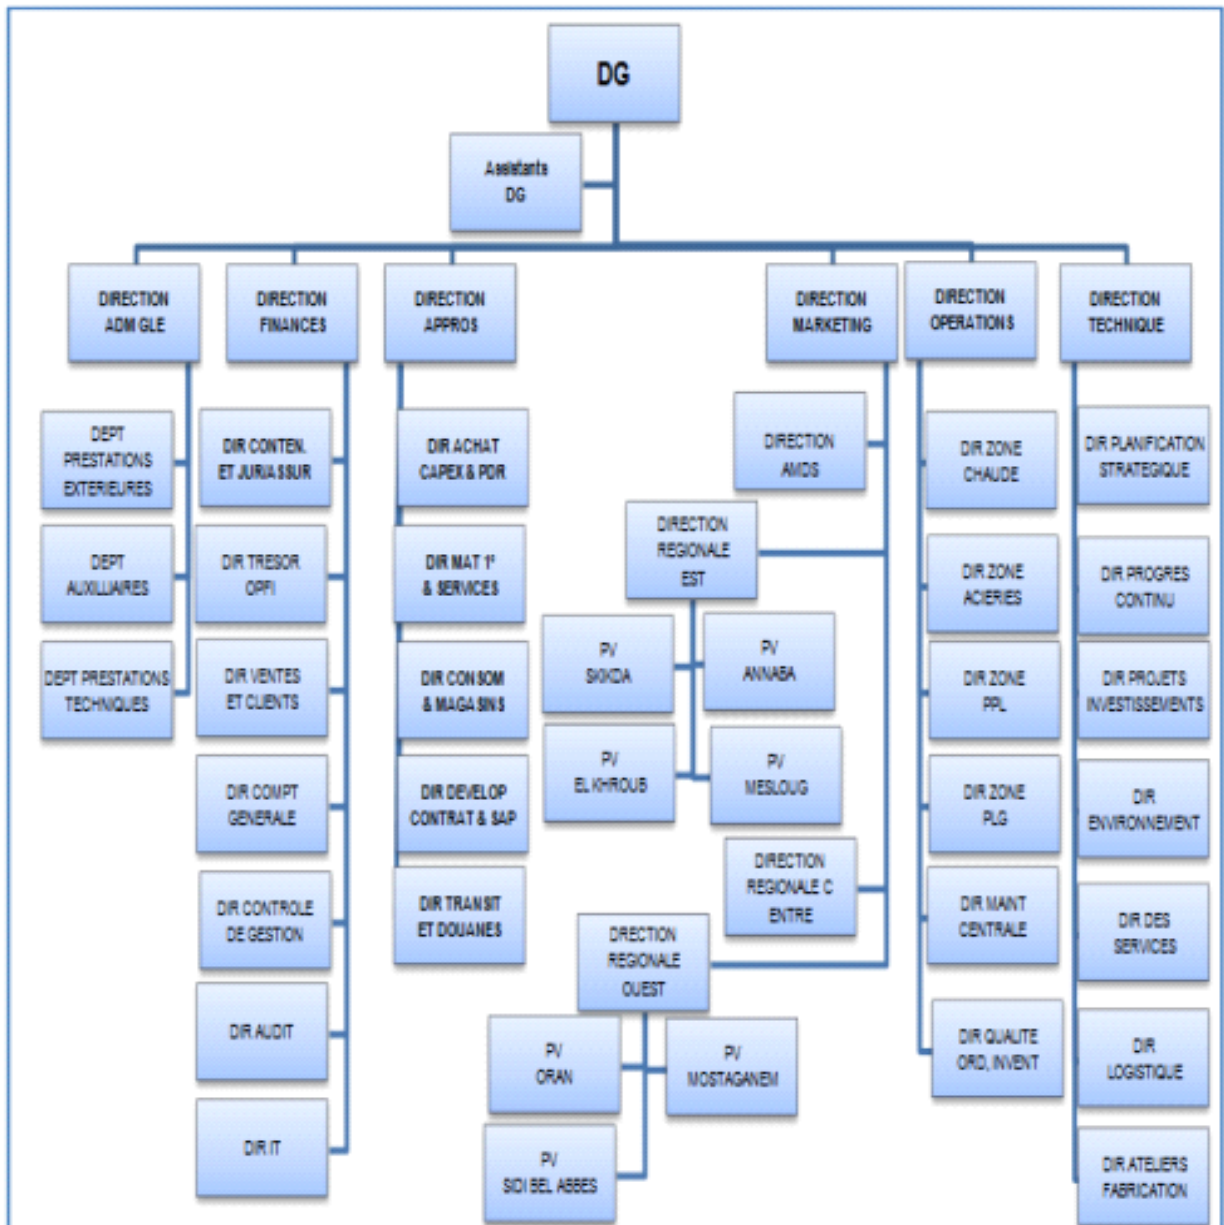 DG
Assistante
DG
DIRECTION
ADM GLE
DIRECTION
FINANCES
DIRECTION
APPROS
DIRECTION
MARKETING
DIRECTION
OPERATIONS
DIRECTION
TECHNIQUE
DEPT
PRESTATIONS
EXTERIEURES
DEPT
AUXILLIAIRES
DEPT PRESTATIONS
TECHNIQUES
DIR CONTEN.
ET JUR/ASSUR
DIR TRESOR
OPFI
DIR VENTES
ET CLIENTS
DIR COMPT
GENERALE
DIR CONTROLE
DE GESTION
DIR AUDIT
DIR IT
DIR ACHAT
CAPEX & PDR
DIR MAT 1°
& SERVICES
DIR CONSOM
& MAGASINS
DIR DEVELOP
CONTRAT & SAP
DIR TRANSIT
ET DOUANES
DIRECTION
AMDS
DIRECTION
REGIONALE
EST
PV
SKIKDA
PV
ANNABA
PV
EL KHROUB
PV
MESLOUG
DIRECTION
REGIONALE C
ENTRE
DRECTION
REGIONALE
OUEST
PV
ORAN
PV
MOSTAGANEM
PV
SIDI BEL ABBES
DIR ZONE
CHAUDE
DIR ZONE
ACIERIES
DIR ZONE
PPL
DIR ZONE
PLG
DIR MAINT
CENTRALE
DIR QUALITE
ORD, INVENT
DIR PLANIFICATION
STRATEGIQUE
DIR PROGRES
CONTINU
DIR PROJETS
INVESTISSEMENTS
DIR
ENVIRONNEMENT
DIR DES
SERVICES
DIR
LOGISTIQUE
DIR ATELIERS
FABRICATION